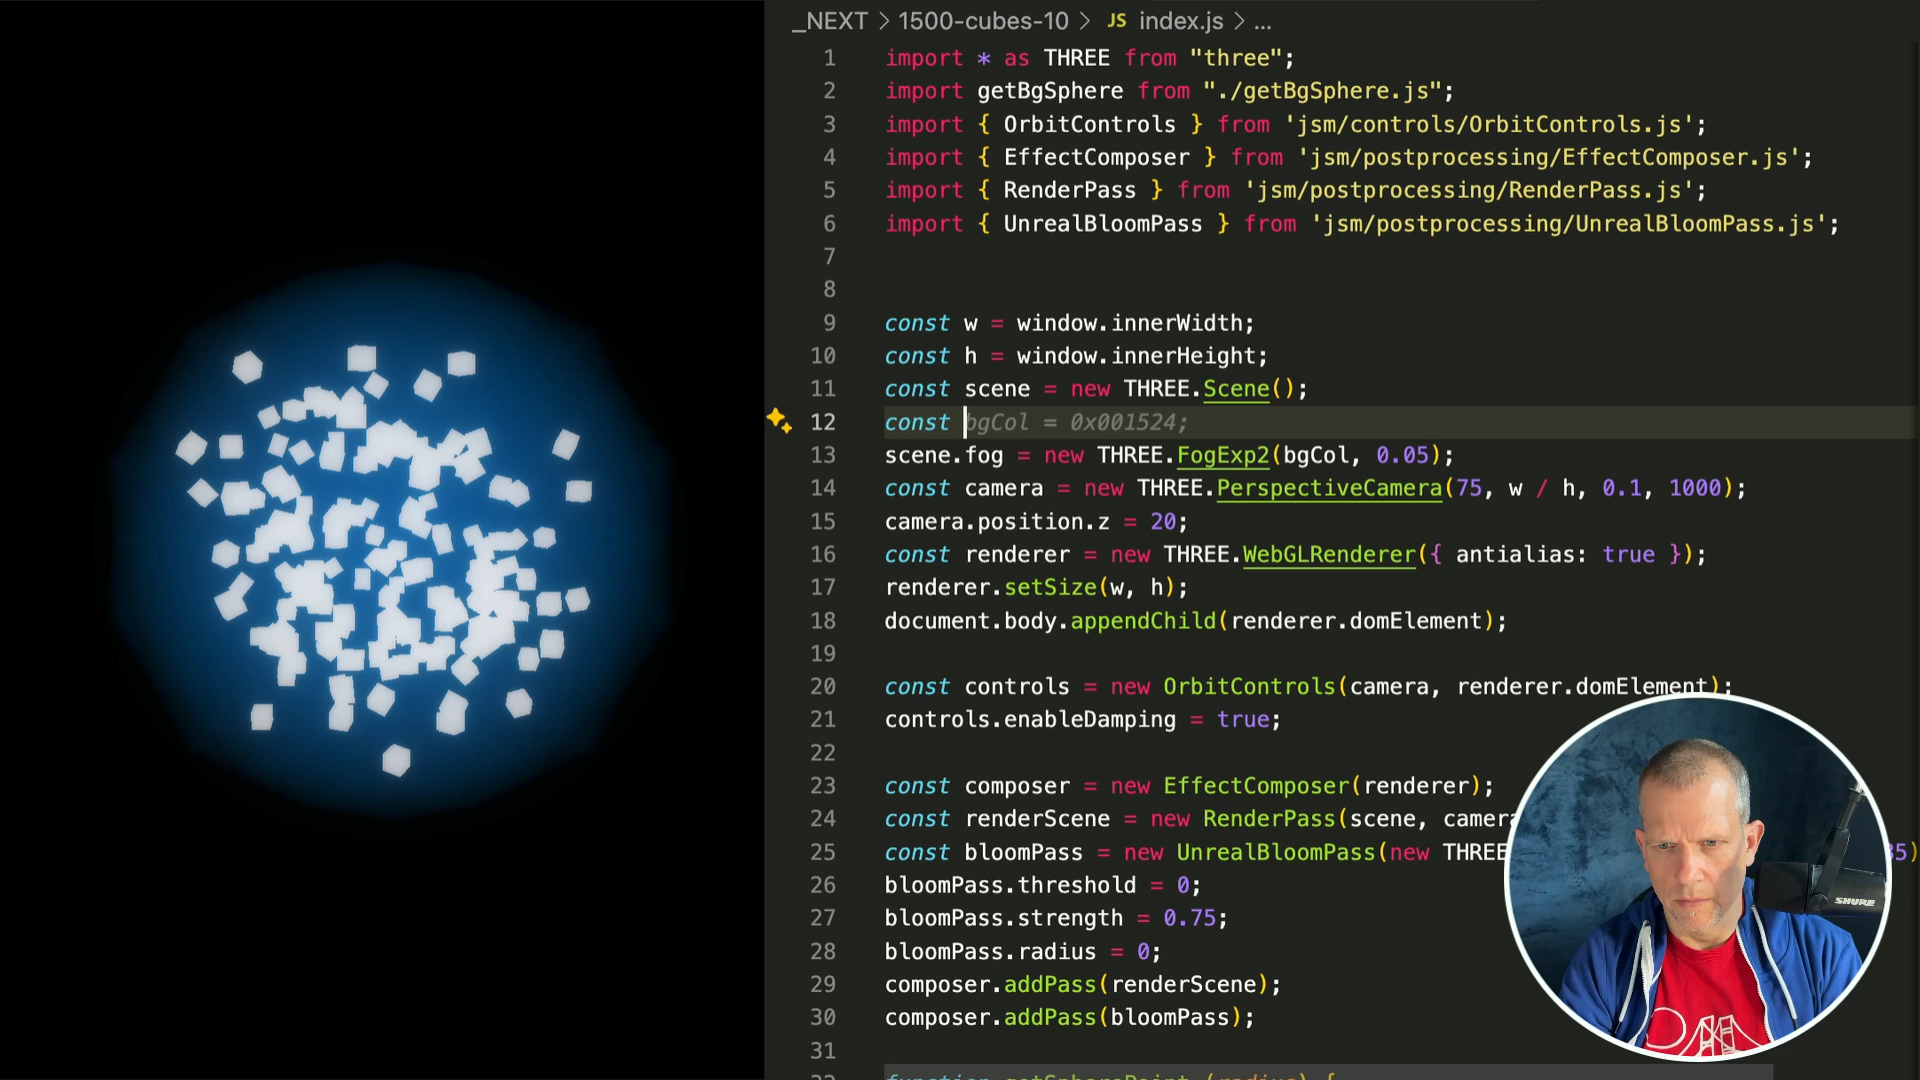 _NEXT > 1500-cubes-10 > JS index.js > ...
1 import * as THREE from "three";
2 import getBgSphere from "./getBgSphere.js";
3 import { OrbitControls } from 'jsm/controls/OrbitControls.js';
4 import { EffectComposer } from 'jsm/postprocessing/EffectComposer.js';
5 import { RenderPass } from 'jsm/postprocessing/RenderPass.js';
6 import { UnrealBloomPass } from 'jsm/postprocessing/UnrealBloomPass.js';
7
8
9 const w = window.innerWidth;
10 const h = window.innerHeight;
11 const scene = new THREE.Scene();
12 const bgCol = 0x001524;
13 scene.fog = new THREE.FogExp2(bgCol, 0.05);
14 const camera = new THREE.PerspectiveCamera(75, w / h, 0.1, 1000);
15 camera.position.z = 20;
16 const renderer = new THREE.WebGLRenderer({ antialias: true });
17 renderer.setSize(w, h);
18 document.body.appendChild(renderer.domElement);
19
20 const controls = new OrbitControls(camera, renderer.domElement);
21 controls.enableDamping = true;
22
23 const composer = new EffectComposer(renderer);
24 const renderScene = new RenderPass(scene, camera
25 const bloomPass = new UnrealBloomPass(new THREE 35)
26 bloomPass.threshold = 0;
27 bloomPass.strength = 0.75;
28 bloomPass.radius = 0;
29 composer.addPass(renderScene);
30 composer.addPass(bloomPass);
31
SHURE